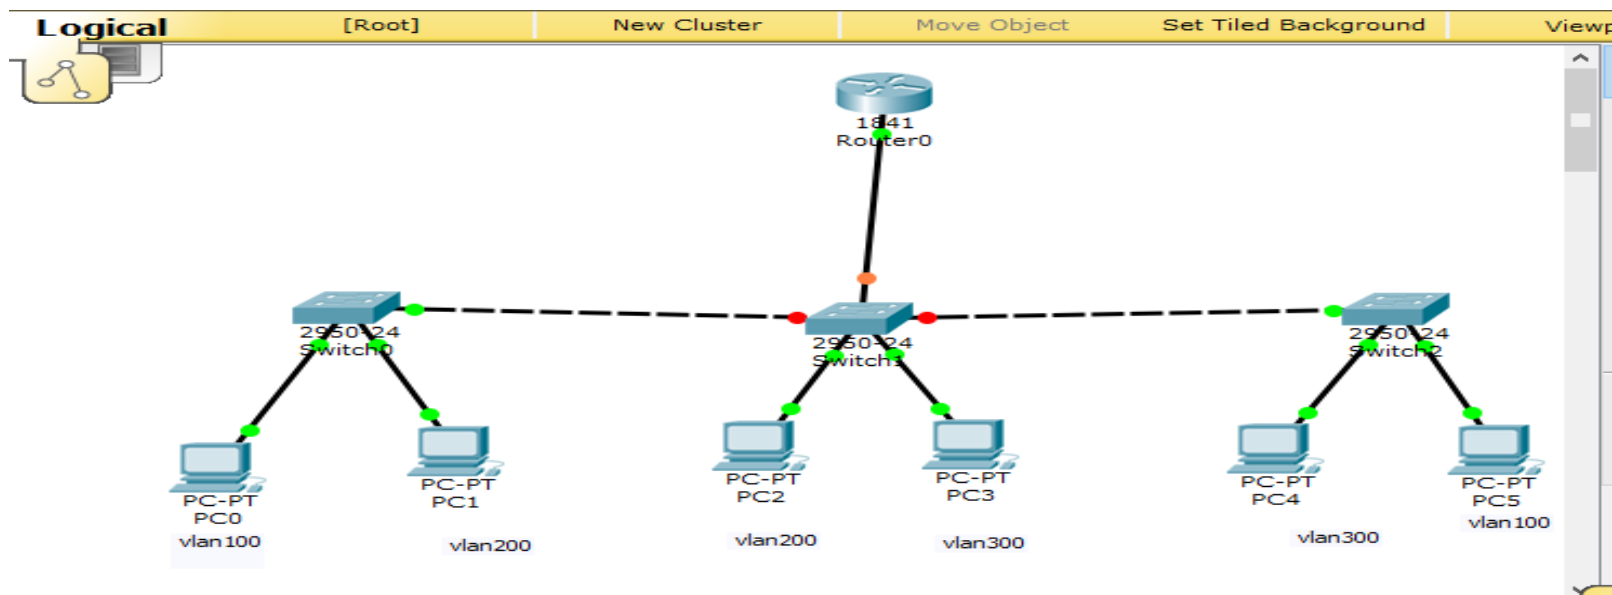 Logical [Root] New Cluster Move Object Set Tiled Background Viewp
1841
Router0
2950-24
Switch0
2950-24
Switch1
2950-24
Switch2
PC-PT
PC0
vlan100
PC-PT
PC1
vlan200
PC-PT
PC2
vlan200
PC-PT
PC3
vlan300
PC-PT
PC4
vlan300
PC-PT
PC5
vlan100